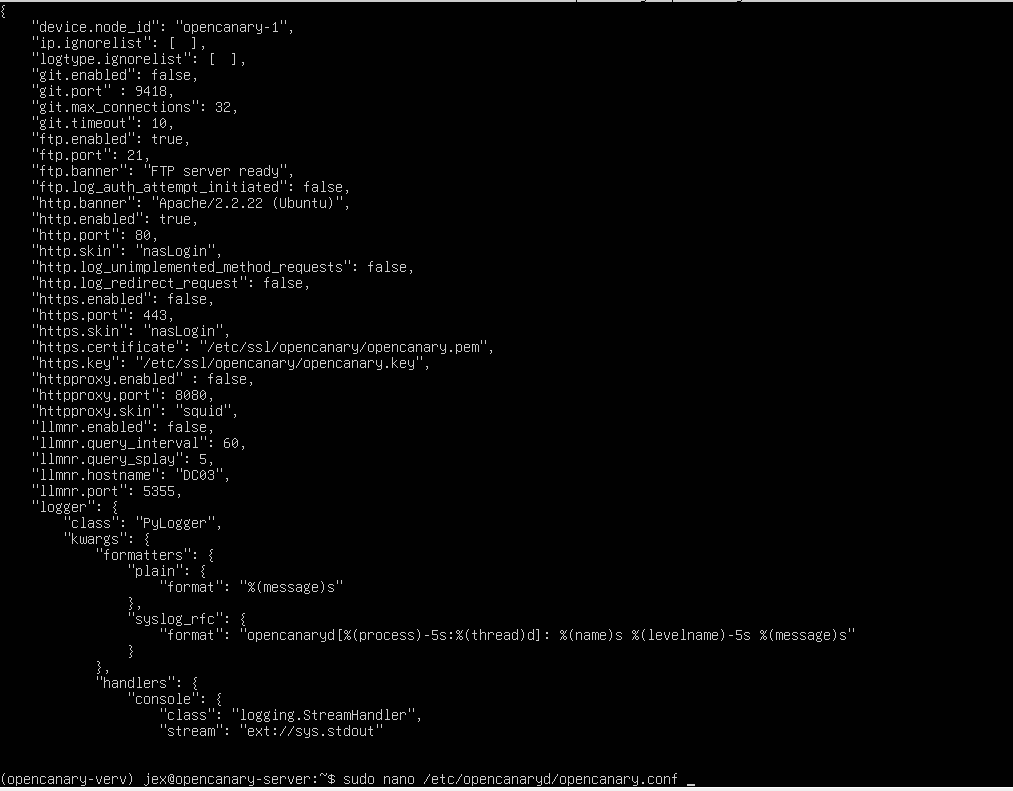 {
    "device.node_id": "opencanary-1",
    "ip.ignorelist": [  ],
    "logtype.ignorelist": [  ],
    "git.enabled": false,
    "git.port" : 9418,
    "git.max_connections": 32,
    "git.timeout": 10,
    "ftp.enabled": true,
    "ftp.port": 21,
    "ftp.banner": "FTP server ready",
    "ftp.log_auth_attempt_initiated": false,
    "http.banner": "Apache/2.2.22 (Ubuntu)",
    "http.enabled": true,
    "http.port": 80,
    "http.skin": "nasLogin",
    "http.log_unimplemented_method_requests": false,
    "http.log_redirect_request": false,
    "https.enabled": false,
    "https.port": 443,
    "https.skin": "nasLogin",
    "https.certificate": "/etc/ssl/opencanary/opencanary.pem",
    "https.key": "/etc/ssl/opencanary/opencanary.key",
    "httpproxy.enabled" : false,
    "httpproxy.port": 8080,
    "httpproxy.skin": "squid",
    "llmnr.enabled": false,
    "llmnr.query_interval": 60,
    "llmnr.query_splay": 5,
    "llmnr.hostname": "DC03",
    "llmnr.port": 5355,
    "logger": {
        "class": "PyLogger",
        "kwargs": {
            "formatters": {
                "plain": {
                    "format": "%(message)s"
                },
                "syslog_rfc": {
                    "format": "opencanaryd[%(process)-5s:%(thread)d]: %(name)s %(levelname)-5s %(message)s"
                }
            },
            "handlers": {
                "console": {
                    "class": "logging.StreamHandler",
                    "stream": "ext://sys.stdout"
(opencanary-verv) jex@opencanary-server:~$ sudo nano /etc/opencanaryd/opencanary.conf _